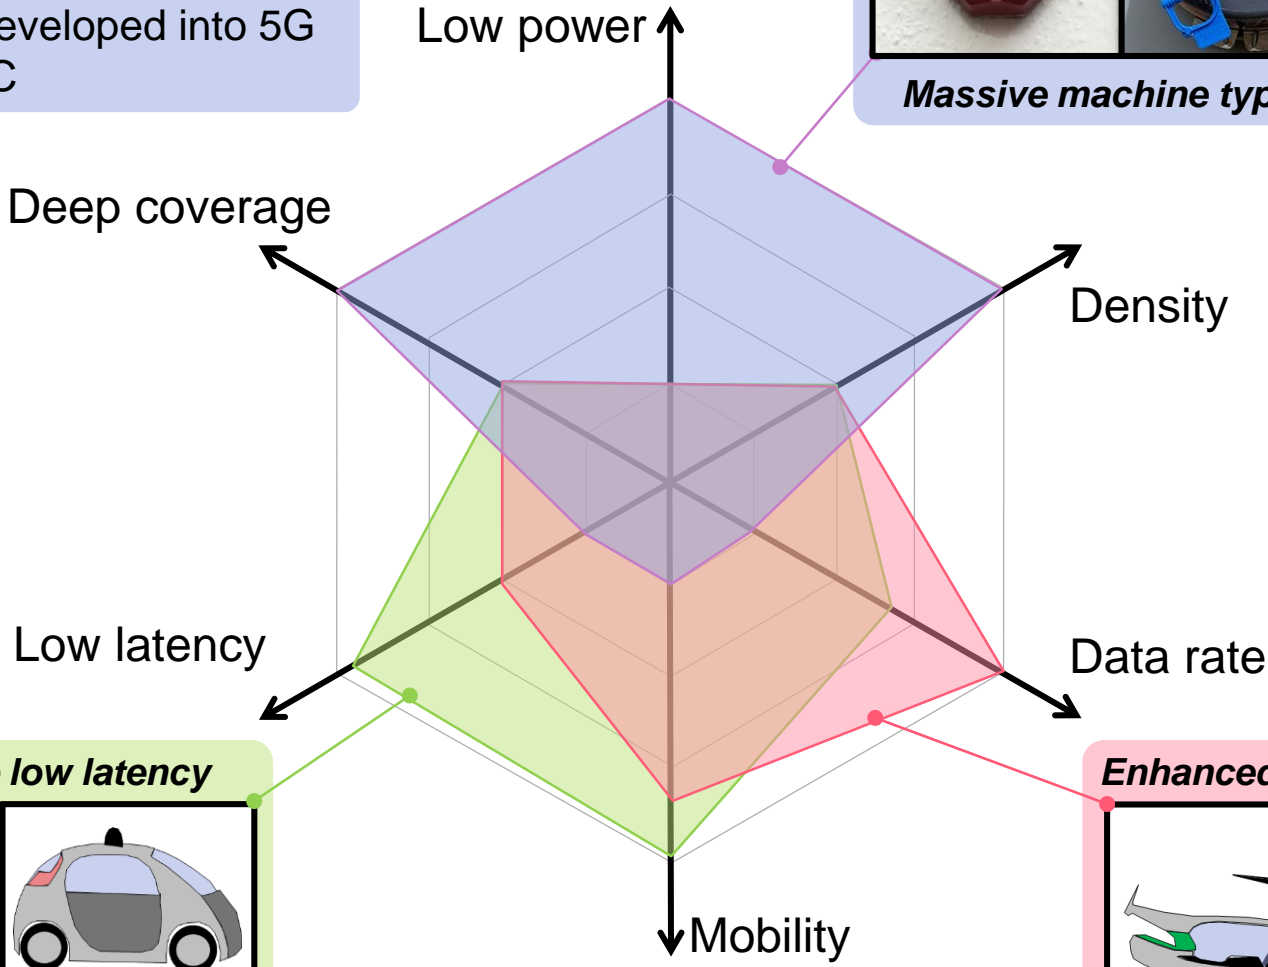 eveloped into 5G
C
Low power
Massive machine typ
Deep coverage
Density
Low latency
Data rate
low latency
Enhanced
Mobility